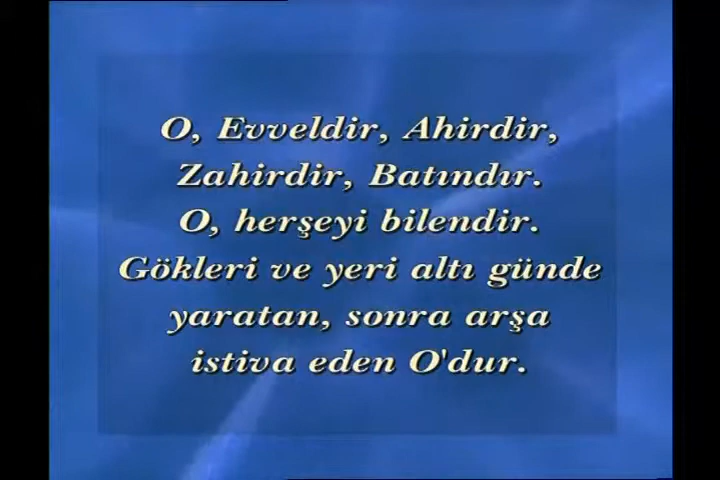 O, Evveldir, Ahirdir,
Zahirdir, Batındır.
O, herşeyi bilendir.
Gökleri ve yeri altı günde
yaratan, sonra arşa
istiva eden O'dur.